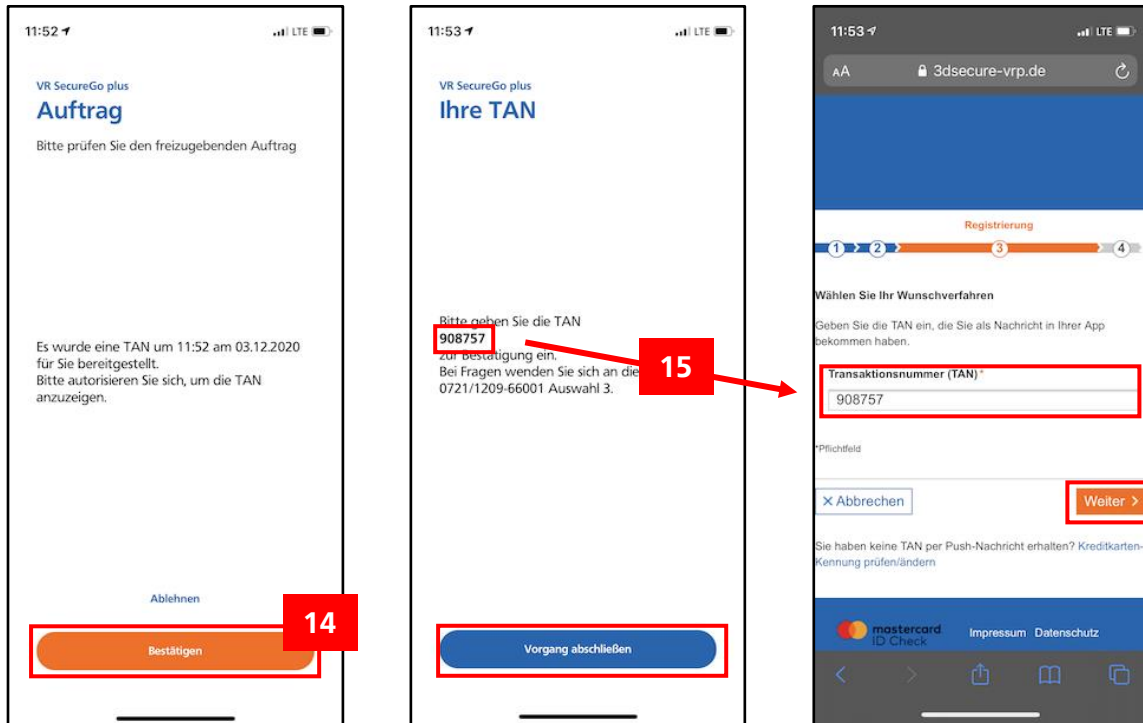 11:52
LTE
VR SecureGo plus
Auftrag
Bitte prüfen Sie den freizugebenden Auftrag
Es wurde eine TAN um 11:52 am 03.12.2020
für Sie bereitgestellt.
Bitte autorisieren Sie sich, um die TAN
anzuzeigen.
Ablehnen
14
Bestätigen
11:53
LTE
VR SecureGo plus
Ihre TAN
Bitte geben Sie die TAN
908757
zur Bestätigung ein.
Bei Fragen wenden Sie sich an die
0721/1209-66001 Auswahl 3.
15
Vorgang abschließen
11:53
LTE
AA 3dsecure-vrp.de
Registrierung
1 2 3 4
Wählen Sie Ihr Wunschverfahren
Geben Sie die TAN ein, die Sie als Nachricht in Ihrer App
bekommen haben.
Transaktionsnummer (TAN)*
908757
*Pflichtfeld
× Abbrechen
Weiter >
Sie haben keine TAN per Push-Nachricht erhalten? Kreditkarten-
Kennung prüfen/ändern
mastercard
ID Check
Impressum Datenschutz